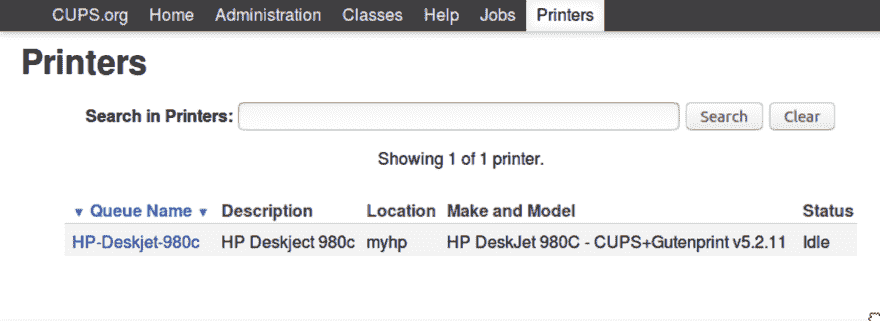 CUPS.org Home Administration Classes Help Jobs Printers
Printers
Search in Printers: Search Clear
Showing 1 of 1 printer.
▼ Queue Name ▼ Description Location Make and Model Status
HP-Deskjet-980c HP Deskject 980c myhp HP DeskJet 980C - CUPS+Gutenprint v5.2.11 Idle